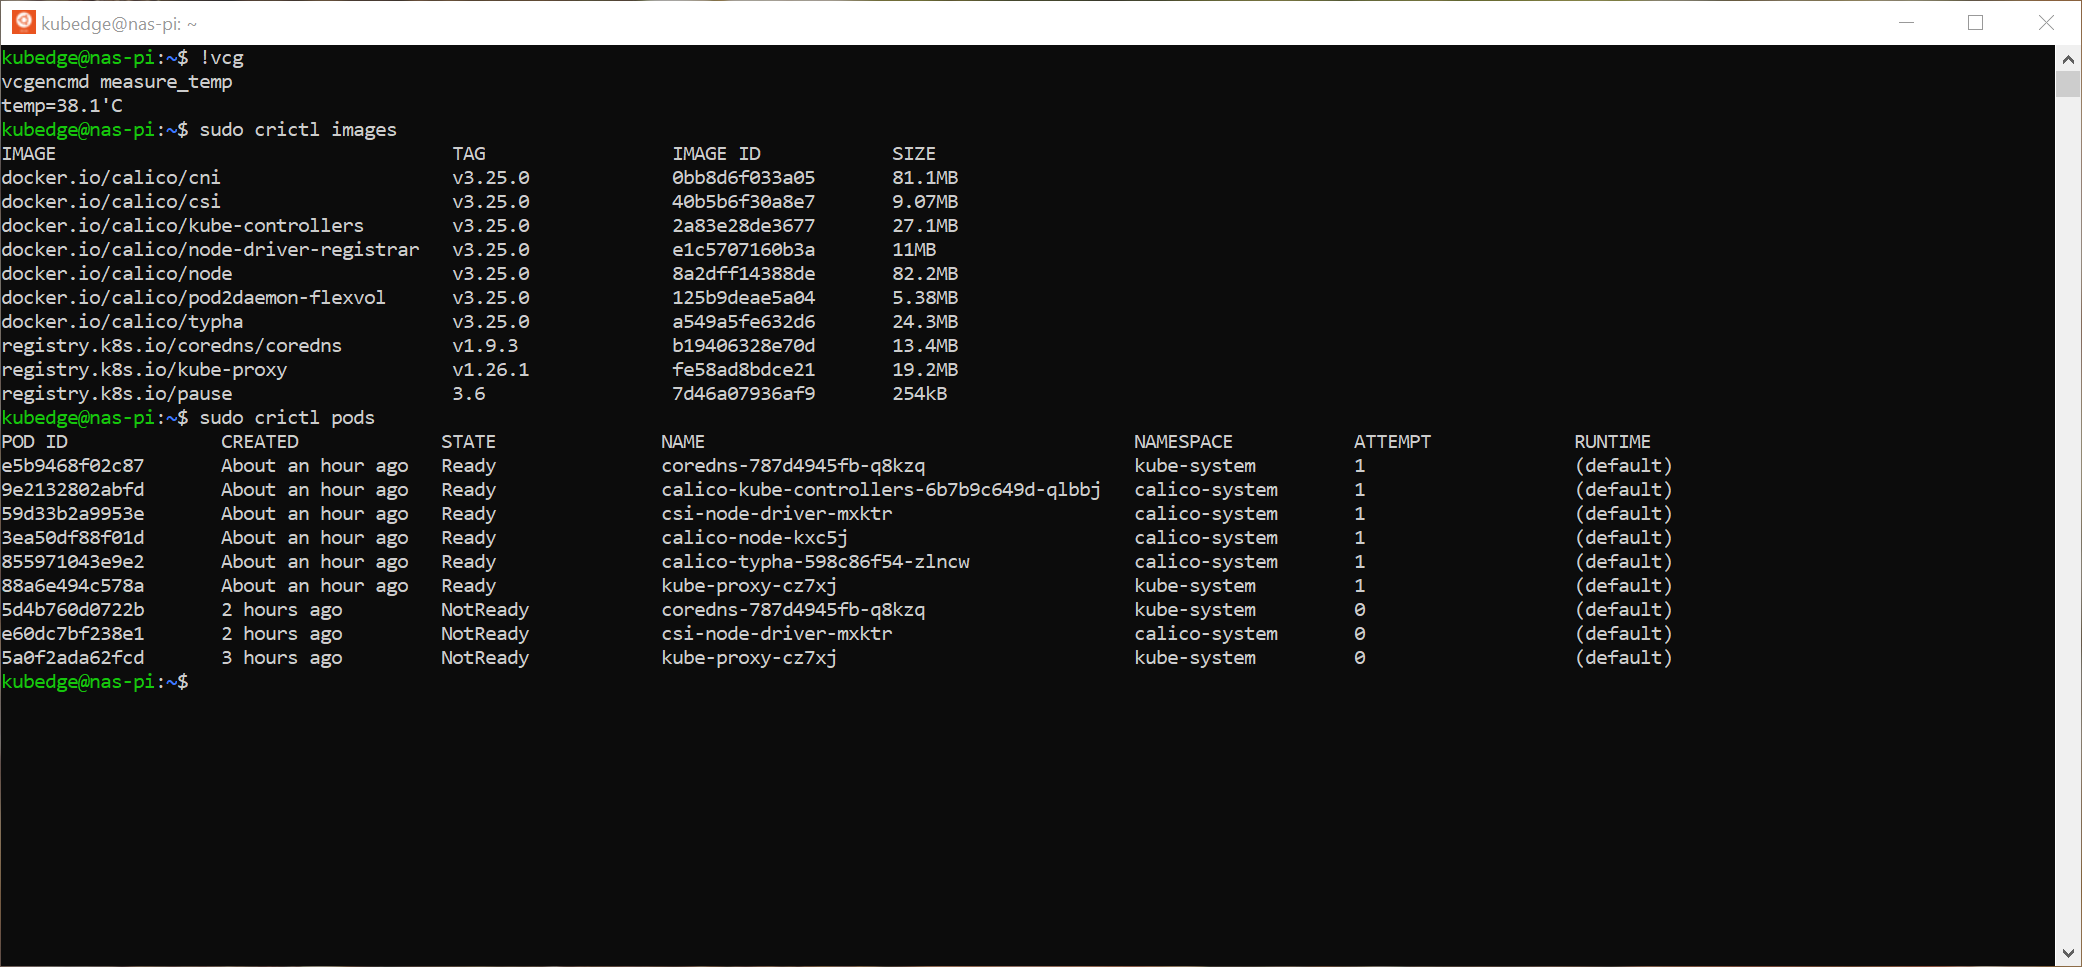 kubedge@nas-pi: ~
kubedge@nas-pi:~$ !vcg
vcgencmd measure_temp
temp=38.1'C
kubedge@nas-pi:~$ sudo crictl images
IMAGE TAG IMAGE ID SIZE
docker.io/calico/cni v3.25.0 0bb8d6f033a05 81.1MB
docker.io/calico/csi v3.25.0 40b5b6f30a8e7 9.07MB
docker.io/calico/kube-controllers v3.25.0 2a83e28de3677 27.1MB
docker.io/calico/node-driver-registrar v3.25.0 e1c5707160b3a 11MB
docker.io/calico/node v3.25.0 8a2dff14388de 82.2MB
docker.io/calico/pod2daemon-flexvol v3.25.0 125b9deae5a04 5.38MB
docker.io/calico/typha v3.25.0 a549a5fe632d6 24.3MB
registry.k8s.io/coredns/coredns v1.9.3 b19406328e70d 13.4MB
registry.k8s.io/kube-proxy v1.26.1 fe58ad8bdce21 19.2MB
registry.k8s.io/pause 3.6 7d46a07936af9 254kB
kubedge@nas-pi:~$ sudo crictl pods
POD ID CREATED STATE NAME NAMESPACE ATTEMPT RUNTIME
e5b9468f02c87 About an hour ago Ready coredns-787d4945fb-q8kzq kube-system 1 (default)
9e2132802abfd About an hour ago Ready calico-kube-controllers-6b7b9c649d-qlbbj calico-system 1 (default)
59d33b2a9953e About an hour ago Ready csi-node-driver-mxktr calico-system 1 (default)
3ea50df88f01d About an hour ago Ready calico-node-kxc5j calico-system 1 (default)
855971043e9e2 About an hour ago Ready calico-typha-598c86f54-zlncw calico-system 1 (default)
88a6e494c578a About an hour ago Ready kube-proxy-cz7xj kube-system 1 (default)
5d4b760d0722b 2 hours ago NotReady coredns-787d4945fb-q8kzq kube-system 0 (default)
e60dc7bf238e1 2 hours ago NotReady csi-node-driver-mxktr calico-system 0 (default)
5a0f2ada62fcd 3 hours ago NotReady kube-proxy-cz7xj kube-system 0 (default)
kubedge@nas-pi:~$